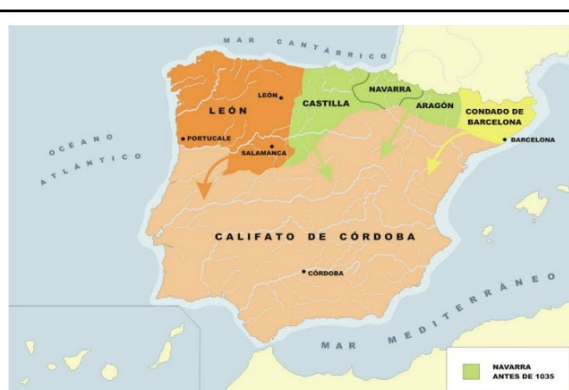 MAR CANTÁBRICO
NAVARRA
LEÓN
LEÓN
CASTILLA
ARAGÓN
CONDADO DE
BARCELONA
OCEANO
ATLÁNTICO
PORTUCALE
BARCELONA
SALAMANCA
CALIFATO DE CÓRDOBA
CÓRDOBA
MAR MEDITERRÁNEO
NAVARRA
ANTES DE 1035